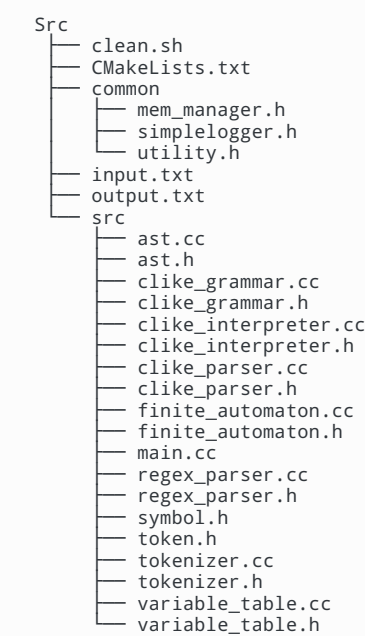 Src
├── clean.sh
├── CMakeLists.txt
├── common
│   ├── mem_manager.h
│   ├── simplelogger.h
│   └── utility.h
├── input.txt
├── output.txt
└── src
    ├── ast.cc
    ├── ast.h
    ├── clike_grammar.cc
    ├── clike_grammar.h
    ├── clike_interpreter.cc
    ├── clike_interpreter.h
    ├── clike_parser.cc
    ├── clike_parser.h
    ├── finite_automaton.cc
    ├── finite_automaton.h
    ├── main.cc
    ├── regex_parser.cc
    ├── regex_parser.h
    ├── symbol.h
    ├── token.h
    ├── tokenizer.cc
    ├── tokenizer.h
    ├── variable_table.cc
    └── variable_table.h